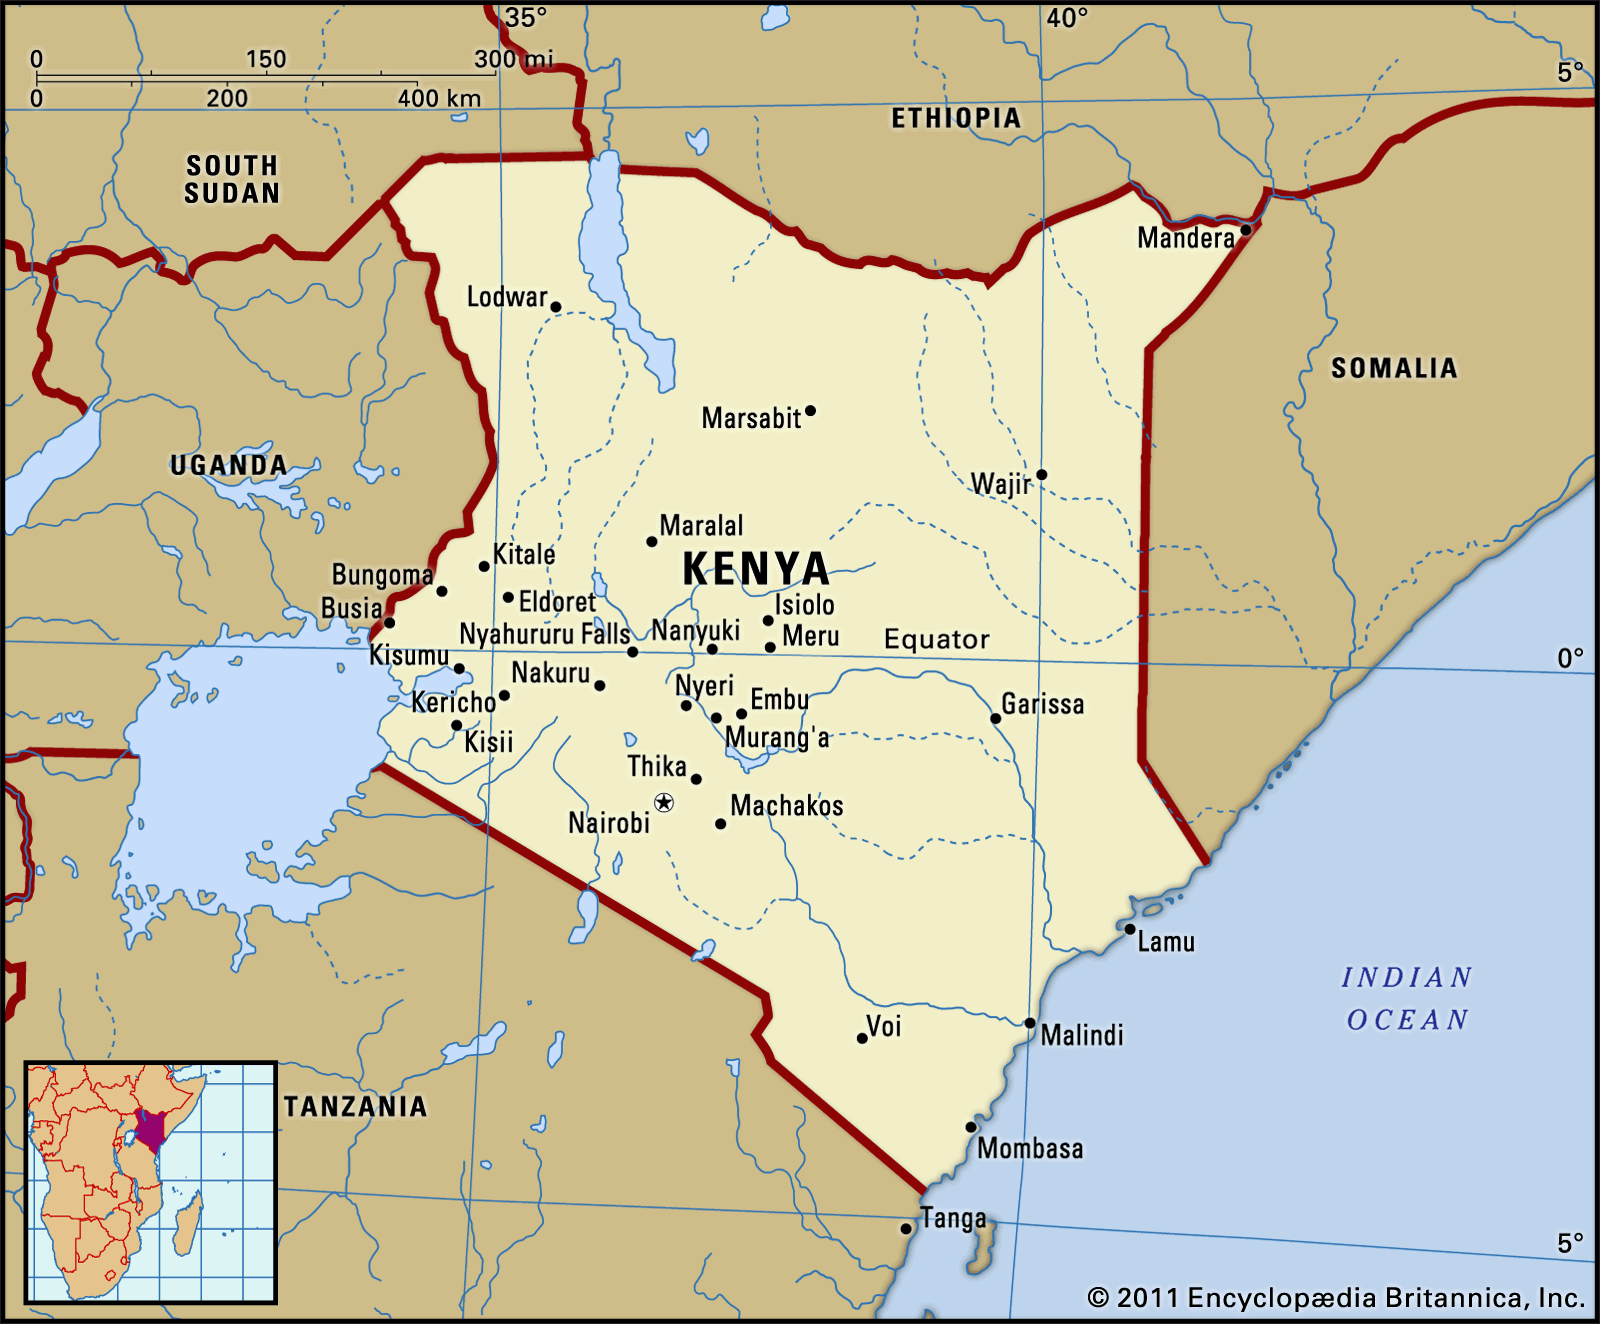 35°
40°
0 150 300 mi
0 200 400 km
5°
ETHIOPIA
SOUTH
SUDAN
Mandera
Lodwar
SOMALIA
Marsabit
UGANDA
Wajir
Maralal
Kitale
KENYA
Bungoma
Busia
Eldoret
Isiolo
Nyahururu Falls
Nanyuki
Meru
Equator
Kisumu
0°
Nakuru
Nyeri
Kericho
Embu
Garissa
Kisii
Murang'a
Thika
Machakos
Nairobi
Lamu
INDIAN
OCEAN
Voi
Malindi
TANZANIA
Mombasa
Tanga
5°
© 2011 Encyclopædia Britannica, Inc.